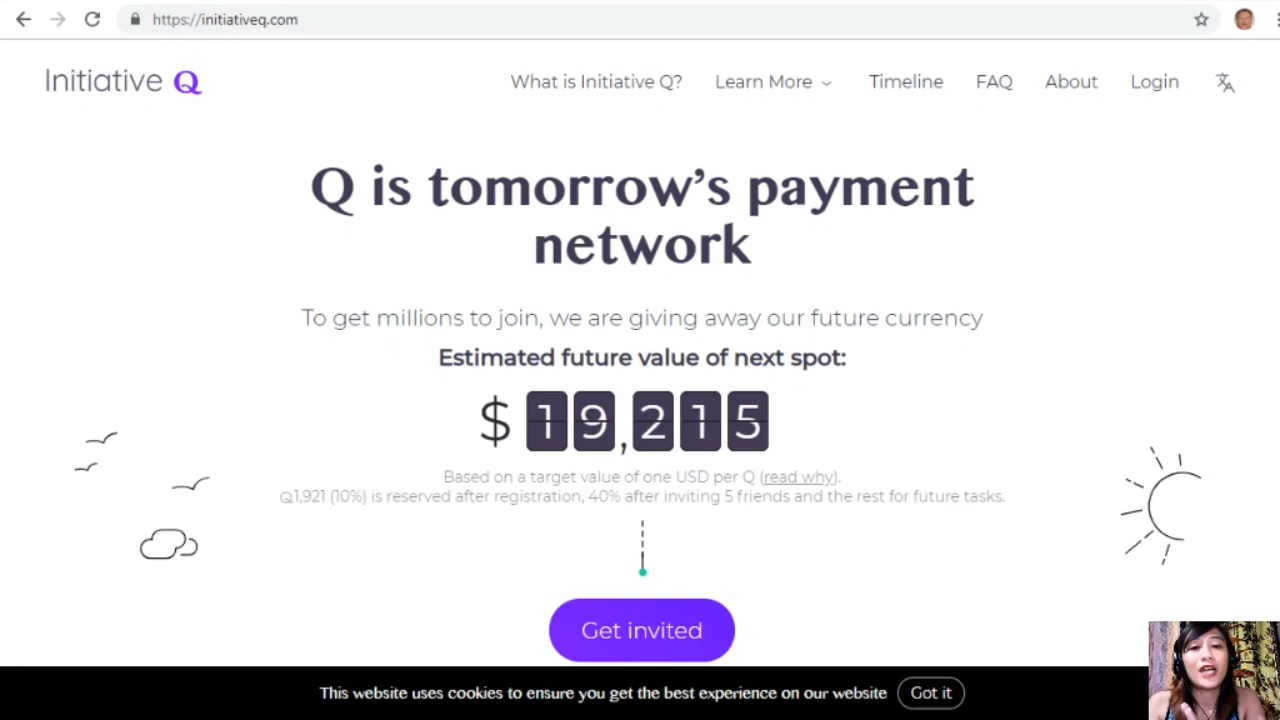 https://initiativeq.com
Initiative Q What is Initiative Q? Learn More Timeline FAQ About Login
Q is tomorrow's payment
network
To get millions to join, we are giving away our future currency
Estimated future value of next spot:
$ 19,215
Based on a target value of one USD per Q (read why).
Q1,921 (10%) is reserved after registration, 40% after inviting 5 friends and the rest for future tasks.
Get invited
This website uses cookies to ensure you get the best experience on our website Got it